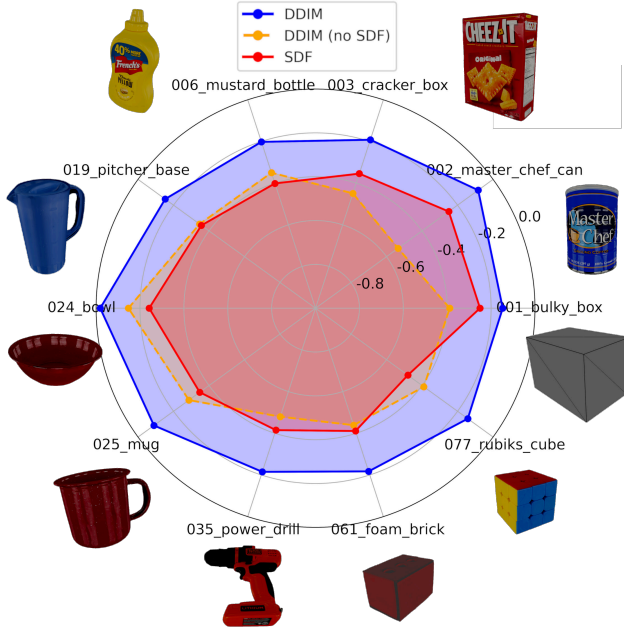 DDIM
DDIM (no SDF)
SDF
40% MORE
French's
CHEEZ-IT
ORIGINAL
006_mustard_bottle
003_cracker_box
019_pitcher_base
002_master_chef_can
Master
Chef
0.0
-0.2
-0.4
-0.6
-0.8
024_bowl
001_bulky_box
025_mug
077_rubiks_cube
035_power_drill
061_foam_brick